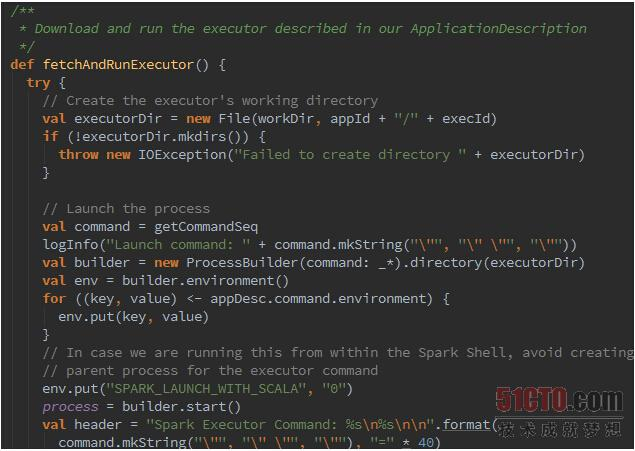 /**
 * Download and run the executor described in our ApplicationDescription
 */
def fetchAndRunExecutor() {
  try {
    // Create the executor's working directory
    val executorDir = new File(workDir, appId + "/" + execId)
    if (!executorDir.mkdirs()) {
      throw new IOException("Failed to create directory " + executorDir)
    }

    // Launch the process
    val command = getCommandSeq
    logInfo("Launch command: " + command.mkString("\"", "\" \"", "\""))
    val builder = new ProcessBuilder(command: _*).directory(executorDir)
    val env = builder.environment()
    for ((key, value) <- appDesc.command.environment) {
      env.put(key, value)
    }
    // In case we are running this from within the Spark Shell, avoid creating
    // parent process for the executor command
    env.put("SPARK_LAUNCH_WITH_SCALA", "0")
    process = builder.start()
    val header = "Spark Executor Command: %s\n%s\n\n".format(
      command.mkString("\"", "\" \"", "\""), "=" * 40)
51CTO.com
技术成就梦想